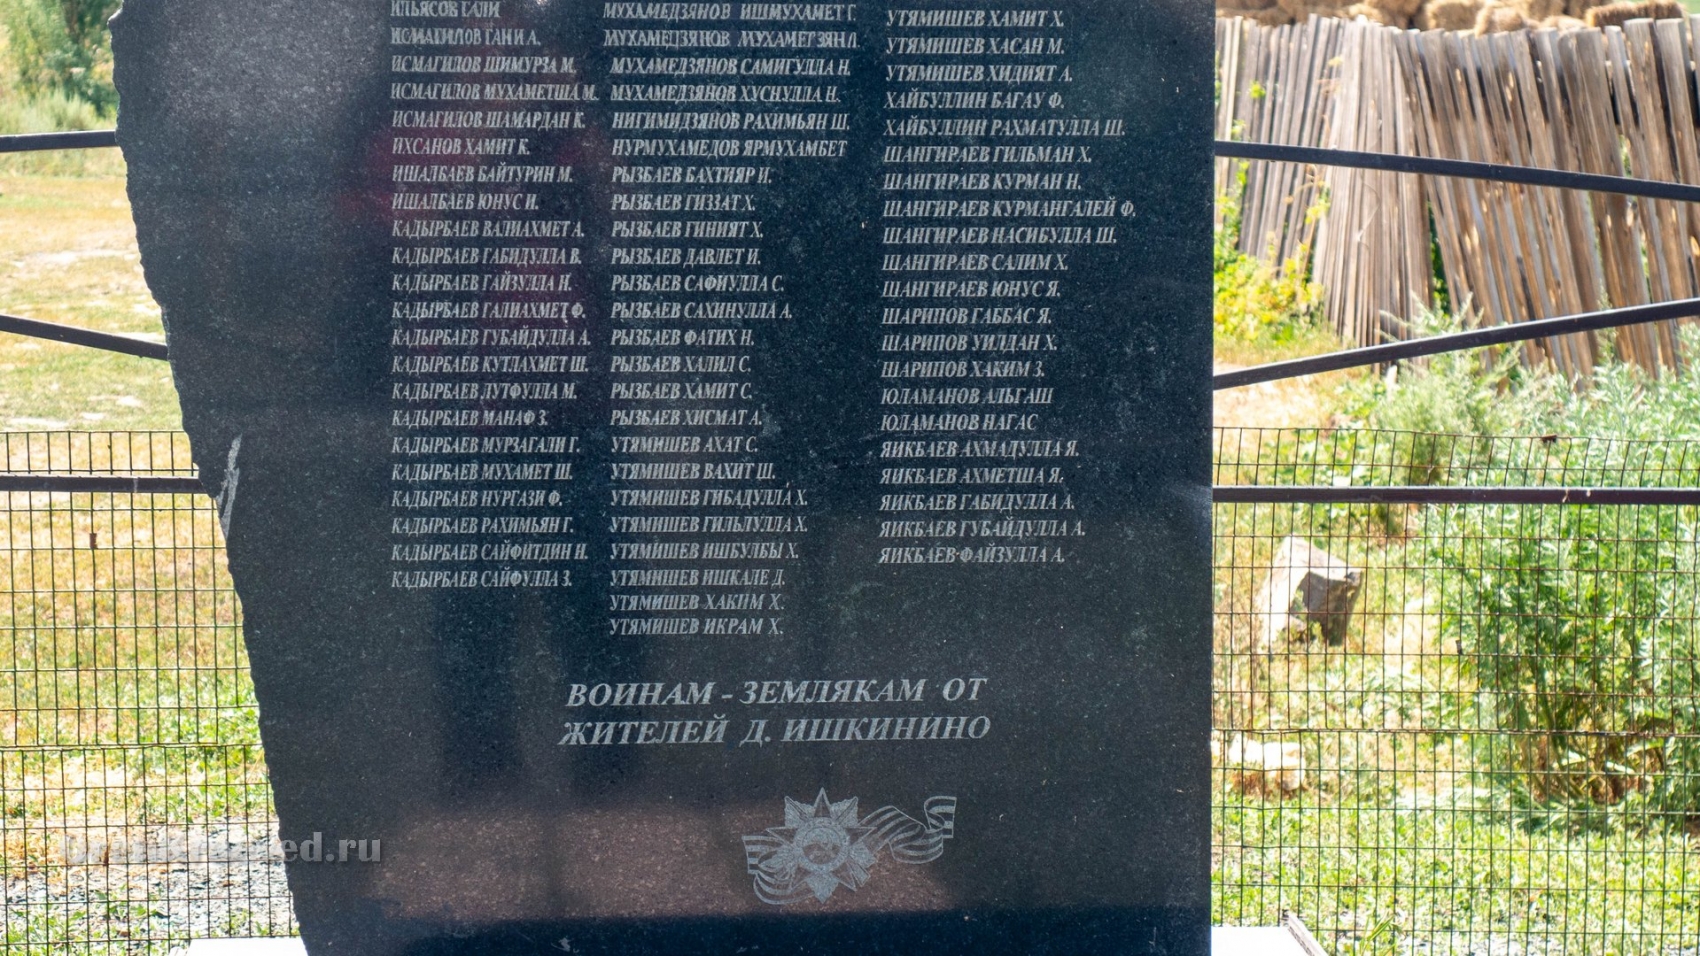 ИЛЬЯСОВ ГАЛИ
ИСМАГИЛОВ ГАНИ А.
ИСМАГИЛОВ ШИМУРЗА М.
ИСМАГИЛОВ МУХАМЕТША М.
ИСМАГИЛОВ ШАМАРДАН К.
ИХСАНОВ ХАМИТ К.
ИШАЛБАЕВ БАЙТУРИН М.
ИШАЛБАЕВ ЮНУС И.
КАДЫРБАЕВ ВАЛИАХМЕТ А.
КАДЫРБАЕВ ГАБИДУЛЛА В.
КАДЫРБАЕВ ГАЙЗУЛЛА Н.
КАДЫРБАЕВ ГАЛИАХМЕТ Ф.
КАДЫРБАЕВ ГУБАЙДУЛЛА А.
КАДЫРБАЕВ КУТЛАХМЕТ Ш.
КАДЫРБАЕВ ЛУТФУЛЛА М.
КАДЫРБАЕВ МАНАФ З.
КАДЫРБАЕВ МУРЗАГАЛИ Г.
КАДЫРБАЕВ МУХАМЕТ Ш.
КАДЫРБАЕВ НУРГАЗИ Ф.
КАДЫРБАЕВ РАХИМЬЯН Г.
КАДЫРБАЕВ САЙФИТДИН Н.
КАДЫРБАЕВ САЙФУЛЛА З.
МУХАМЕДЗЯНОВ ИШМУХАМЕТ Г.
МУХАМЕДЗЯНОВ МУХАМЕТЗЯН
МУХАМЕДЗЯНОВ САМИГУЛЛА Н.
МУХАМЕДЗЯНОВ ХУСНУЛЛА Н.
НИГИМИДЗЯНОВ РАХИМЬЯН Ш.
НУРМУХАМЕДОВ ЯРМУХАМБЕТ
РЫЗБАЕВ БАХТИЯР И.
РЫЗБАЕВ ГИЗЗАТ Х.
РЫЗБАЕВ ГИНИЯТ Х.
РЫЗБАЕВ ДАВЛЕТ И.
РЫЗБАЕВ САФИУЛЛА С.
РЫЗБАЕВ САХИНУЛЛА А.
РЫЗБАЕВ ФАТИХ Н.
РЫЗБАЕВ ХАЛИЛ С.
РЫЗБАЕВ ХАМИТ С.
РЫЗБАЕВ ХИСМАТ А.
УТЯМИШЕВ АХАТ С.
УТЯМИШЕВ ВАХИТ Ш.
УТЯМИШЕВ ГИБАДУЛЛА Х.
УТЯМИШЕВ ГИЛЬЛУЛЛА Х.
УТЯМИШЕВ ИШБУЛБЫ Х.
УТЯМИШЕВ ИШКАЛЕ Д.
УТЯМИШЕВ ХАКИМ Х.
УТЯМИШЕВ ИКРАМ Х.
УТЯМИШЕВ ХАМИТ Х.
УТЯМИШЕВ ХАСАН М.
УТЯМИШЕВ ХИДИЯТ А.
ХАЙБУЛЛИН БАГАУ Ф.
ХАЙБУЛЛИН РАХМАТУЛЛА Ш.
ШАНГИРАЕВ ГИЛЬМАН Х.
ШАНГИРАЕВ КУРМАН Н.
ШАНГИРАЕВ КУРМАНГАЛЕЙ Ф.
ШАНГИРАЕВ НАСИБУЛЛА Ш.
ШАНГИРАЕВ САЛИМ Х.
ШАНГИРАЕВ ЮНУС Я.
ШАРИПОВ ГАББАС Я.
ШАРИПОВ УИЛДАН Х.
ШАРИПОВ ХАКИМ З.
ЮЛАМАНОВ АЛЬГАШ
ЮЛАМАНОВ НАГАС
ЯИКБАЕВ АХМАДУЛЛА Я.
ЯИКБАЕВ АХМЕТША Я.
ЯИКБАЕВ ГАБИДУЛЛА А.
ЯИКБАЕВ ГУБАЙДУЛЛА А.
ЯИКБАЕВ ФАЙЗУЛЛА А.
ВОИНАМ - ЗЕМЛЯКАМ ОТ
ЖИТЕЛЕЙ Д. ИШКИНИНО